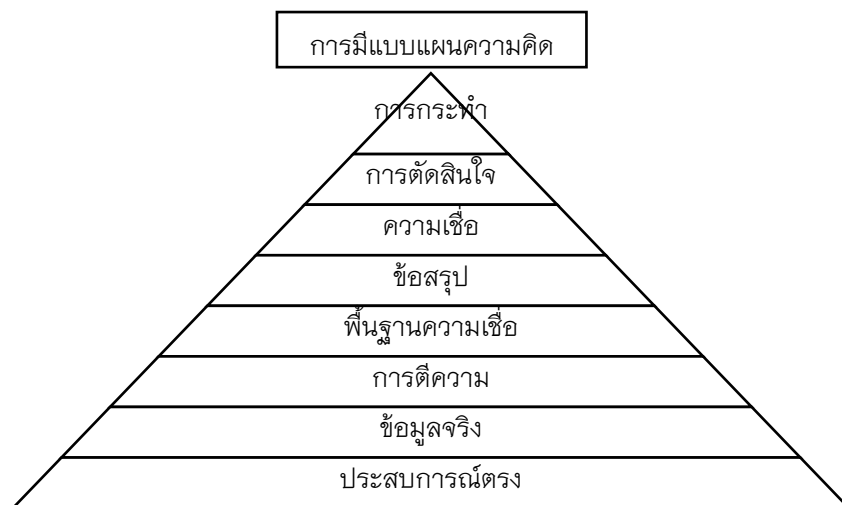 การมีแบบแผนความคิด
การกระทำ
การตัดสินใจ
ความเชื่อ
ข้อสรุป
พื้นฐานความเชื่อ
การตีความ
ข้อมูลจริง
ประสบการณ์ตรง